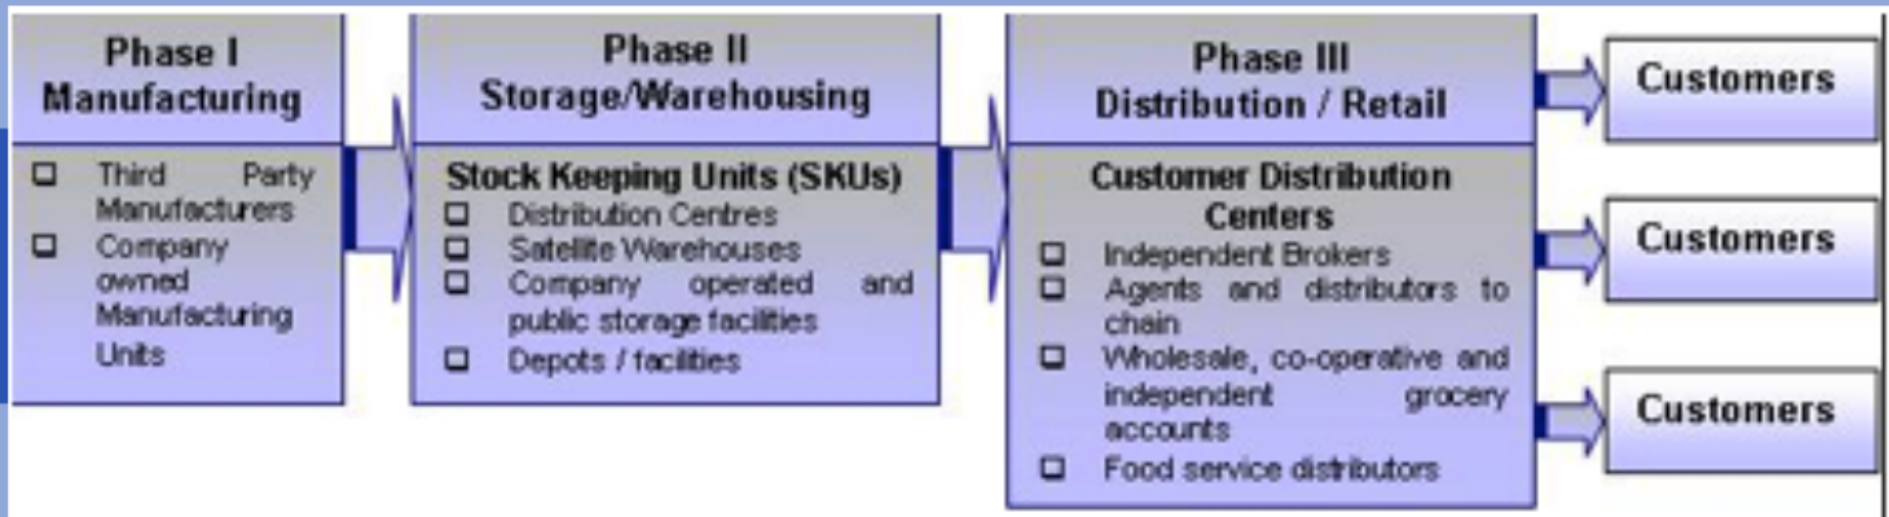 Phase I
Manufacturing
❑ Third Party
Manufacturers
❑ Company
owned
Manufacturing
Units
Phase II
Storage/Warehousing
Stock Keeping Units (SKUs)
❑ Distribution Centres
❑ Satellite Warehouses
❑ Company operated and
public storage facilities
❑ Depots / facilities
Phase III
Distribution / Retail
Customer Distribution
Centers
❑ Independent Brokers
❑ Agents and distributors to
chain
❑ Wholesale, co-operative and
independent grocery
accounts
❑ Food service distributors
Customers
Customers
Customers